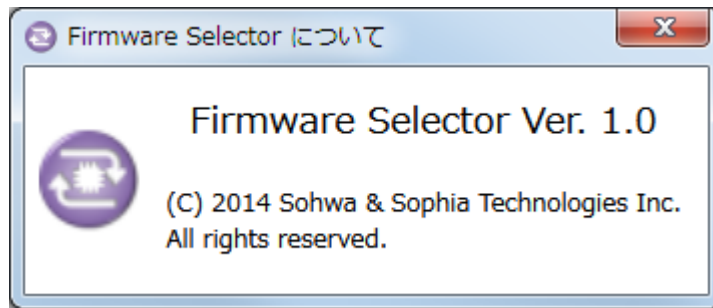 Firmware Selector について
Firmware Selector Ver. 1.0
(C) 2014 Sohwa & Sophia Technologies Inc.
All rights reserved.